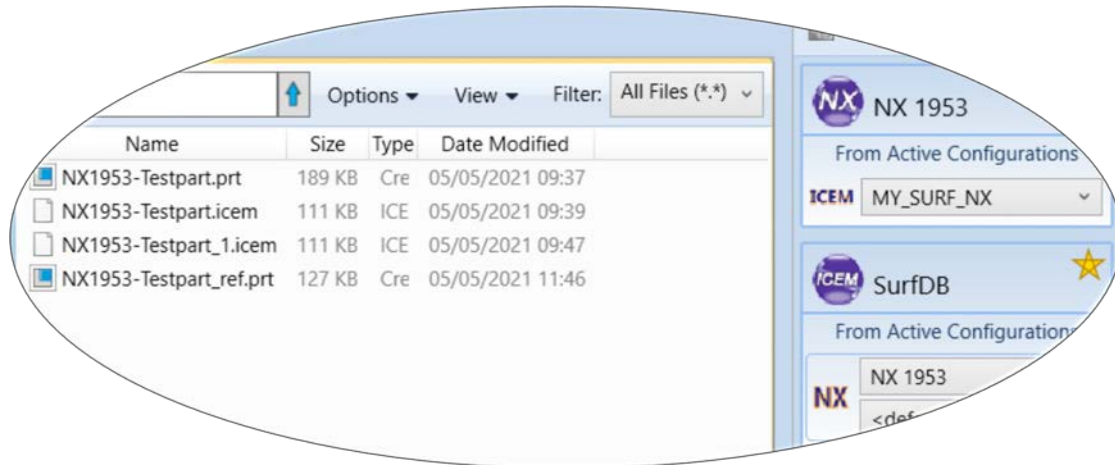 Options View Filter: All Files (*.*)
Name Size Type Date Modified
NX1953-Testpart.prt 189 KB Cre 05/05/2021 09:37
NX1953-Testpart.icem 111 KB ICE 05/05/2021 09:39
NX1953-Testpart_1.icem 111 KB ICE 05/05/2021 09:47
NX1953-Testpart_ref.prt 127 KB Cre 05/05/2021 11:46
NX NX 1953
From Active Configurations
ICEM MY_SURF_NX
ICEM SurfDB
From Active Configurations
NX NX 1953
<def